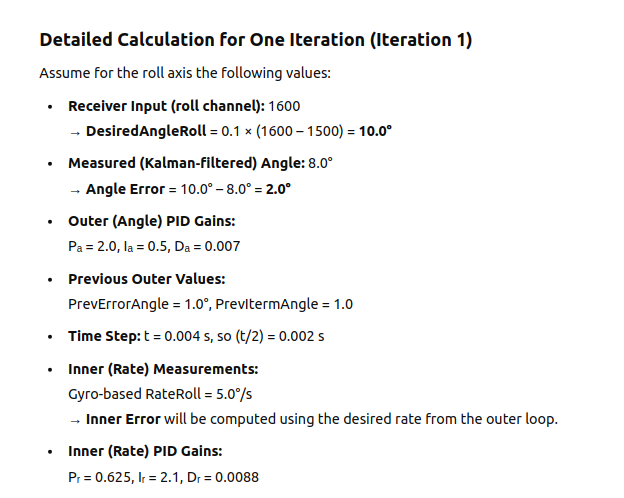 Detailed Calculation for One Iteration (Iteration 1)
Assume for the roll axis the following values:
• Receiver Input (roll channel): 1600
→ DesiredAngleRoll = 0.1 × (1600 – 1500) = 10.0°
• Measured (Kalman-filtered) Angle: 8.0°
→ Angle Error = 10.0° – 8.0° = 2.0°
• Outer (Angle) PID Gains:
Pₐ = 2.0, Iₐ = 0.5, Dₐ = 0.007
• Previous Outer Values:
PrevErrorAngle = 1.0°, PrevItermAngle = 1.0
• Time Step: t = 0.004 s, so (t/2) = 0.002 s
• Inner (Rate) Measurements:
Gyro-based RateRoll = 5.0°/s
→ Inner Error will be computed using the desired rate from the outer loop.
• Inner (Rate) PID Gains:
Pᵣ = 0.625, Iᵣ = 2.1, Dᵣ = 0.0088